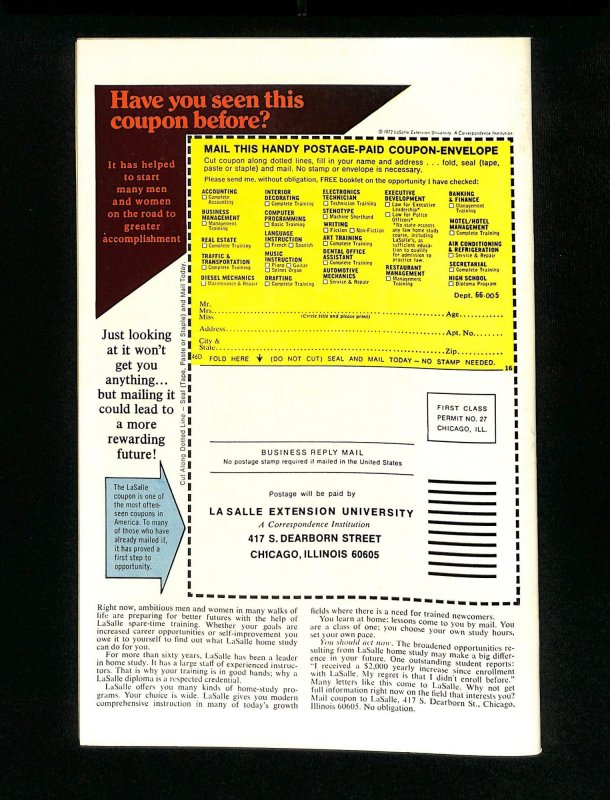 Have you seen this
coupon before?
© 1972 LaSalle Extension University A Correspondence Institution
It has helped
to start
many men
and women
on the road to
greater
accomplishment
MAIL THIS HANDY POSTAGE-PAID COUPON-ENVELOPE
Cut coupon along dotted lines, fill in your name and address . . . fold, seal (tape,
paste or staple) and mail. No stamp or envelope is necessary.
Please send me, without obligation, FREE booklet on the opportunity I have checked:
ACCOUNTING
Complete
Accounting
BUSINESS
MANAGEMENT
Management
Training
REAL ESTATE
Complete Training
TRAFFIC &
TRANSPORTATION
Complete Training
DIESEL MECHANICS
Maintenance & Repair
INTERIOR
DECORATING
Complete Training
COMPUTER
PROGRAMMING
Basic Training
LANGUAGE
INSTRUCTION
French Spanish
MUSIC
INSTRUCTION
Piano Guitar
Spinet Organ
DRAFTING
Complete Training
ELECTRONICS
TECHNICIAN
Technician Training
STENOTYPE
Machine Shorthand
WRITING
Fiction Non-Fiction
ART TRAINING
Complete Training
DENTAL OFFICE
ASSISTANT
Complete Training
AUTOMOTIVE
MECHANICS
Service & Repair
EXECUTIVE
DEVELOPMENT
Law for Executive
Leadership*
Law for Police
Officers*
*No state accepts
any law home study
course, including
LaSalle's, as
sufficient educa-
tion to qualify
for admission to
practice law.
RESTAURANT
MANAGEMENT
Management
Training
BANKING
& FINANCE
Management
Training
MOTEL/HOTEL
MANAGEMENT
Complete Training
AIR CONDITIONING
& REFRIGERATION
Service & Repair
SECRETARIAL
Complete Training
HIGH SCHOOL
Diploma Program
Dept. 66-005
Mr.
Mrs.
Miss
(Circle title and please print)
Age
Address
Apt. No.
City &
State
Zip
46D FOLD HERE (DO NOT CUT) SEAL AND MAIL TODAY – NO STAMP NEEDED.
16
Cut Along Dotted Line – Seal (Tape, Paste or Staple) and Mail Today.
Just looking
at it won't
get you
anything...
but mailing it
could lead to
a more
rewarding
future!
The LaSalle
coupon is one of
the most often-
seen coupons in
America. To many
of those who have
already mailed it,
it has proved a
first step to
opportunity.
FIRST CLASS
PERMIT NO. 27
CHICAGO, ILL.
BUSINESS REPLY MAIL
No postage stamp required if mailed in the United States
Postage will be paid by
LA SALLE EXTENSION UNIVERSITY
A Correspondence Institution
417 S. DEARBORN STREET
CHICAGO, ILLINOIS 60605
Right now, ambitious men and women in many walks of
life are preparing for better futures with the help of
LaSalle spare-time training. Whether your goals are
increased career opportunities or self-improvement you
owe it to yourself to find out what LaSalle home study
can do for you.
For more than sixty years, LaSalle has been a leader
in home study. It has a large staff of experienced instruc-
tors. That is why your training is in good hands; why a
LaSalle diploma is a respected credential.
LaSalle offers you many kinds of home-study pro-
grams. Your choice is wide. LaSalle gives you modern
comprehensive instruction in many of today's growth
fields where there is a need for trained newcomers.
You learn at home; lessons come to you by mail. You
are a class of one; you choose your own study hours,
set your own pace.
You should act now. The broadened opportunities re-
sulting from LaSalle home study may make a big differ-
ence in your future. One outstanding student reports:
"I received a $2,000 yearly increase since enrollment
with LaSalle. My regret is that I didn't enroll before."
Many letters like this come to LaSalle. Why not get
full information right now on the field that interests you?
Mail coupon to LaSalle, 417 S. Dearborn St., Chicago,
Illinois 60605. No obligation.